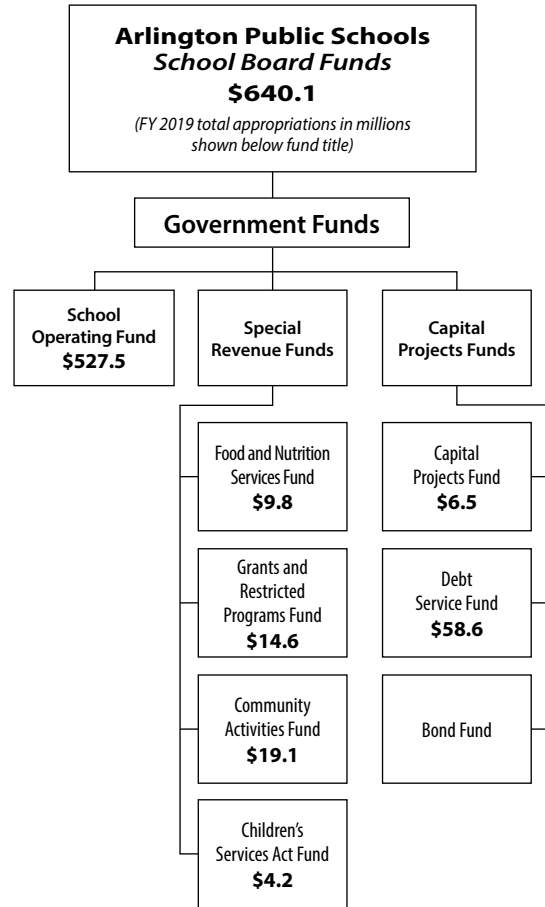 Arlington Public Schools
School Board Funds
$640.1
(FY 2019 total appropriations in millions
shown below fund title)
Government Funds
School
Operating Fund
$527.5
Special
Revenue Funds
Capital
Projects Funds
Food and Nutrition
Services Fund
$9.8
Grants and
Restricted
Programs Fund
$14.6
Community
Activities Fund
$19.1
Children's
Services Act Fund
$4.2
Capital
Projects Fund
$6.5
Debt
Service Fund
$58.6
Bond Fund